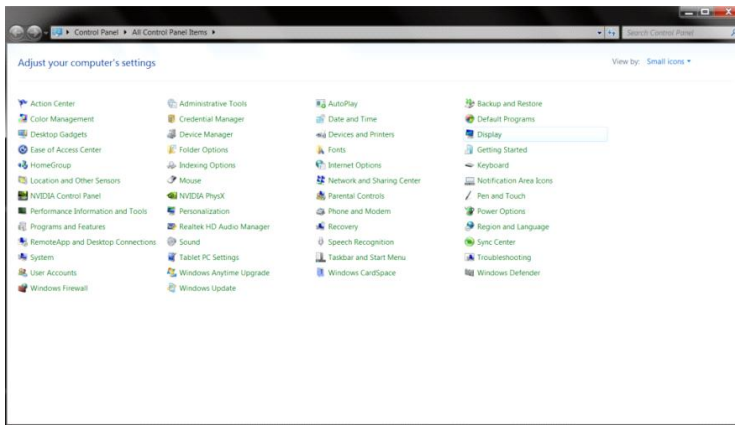 Control Panel All Control Panel Items Search Control Panel
Adjust your computer's settings View by: Small icons
Action Center Administrative Tools AutoPlay Backup and Restore
Color Management Credential Manager Date and Time Default Programs
Desktop Gadgets Device Manager Devices and Printers Display
Ease of Access Center Folder Options Fonts Getting Started
HomeGroup Indexing Options Internet Options Keyboard
Location and Other Sensors Mouse Network and Sharing Center Notification Area Icons
NVIDIA Control Panel NVIDIA PhysX Parental Controls Pen and Touch
Performance Information and Tools Personalization Phone and Modem Power Options
Programs and Features Realtek HD Audio Manager Recovery Region and Language
RemoteApp and Desktop Connections Sound Speech Recognition Sync Center
System Tablet PC Settings Taskbar and Start Menu Troubleshooting
User Accounts Windows Anytime Upgrade Windows CardSpace Windows Defender
Windows Firewall Windows Update